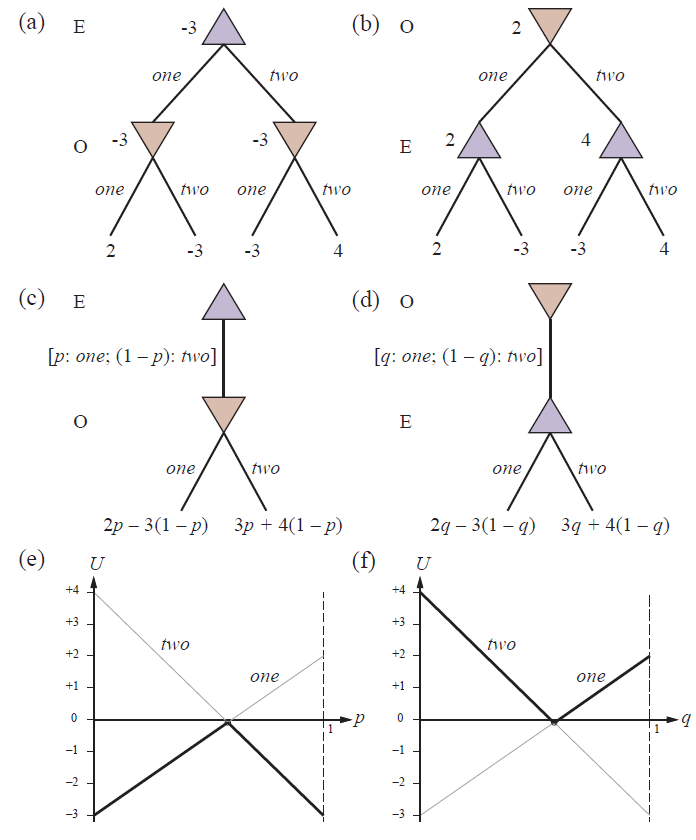 (a) E -3
one two
O -3 -3
one two one two
2 -3 -3 4
(b) O 2
one two
E 2 4
one two one two
2 -3 -3 4
(c) E
[p: one; (1 – p): two]
O
one two
2p – 3(1 – p) 3p + 4(1 – p)
(d) O
[q: one; (1 – q): two]
E
one two
2q – 3(1 – q) 3q + 4(1 – q)
(e) U
+4
+3
two
+2
one
+1
0 p
1
–1
–2
–3
(f) U
+4
+3
two
+2
one
+1
0 q
1
–1
–2
–3